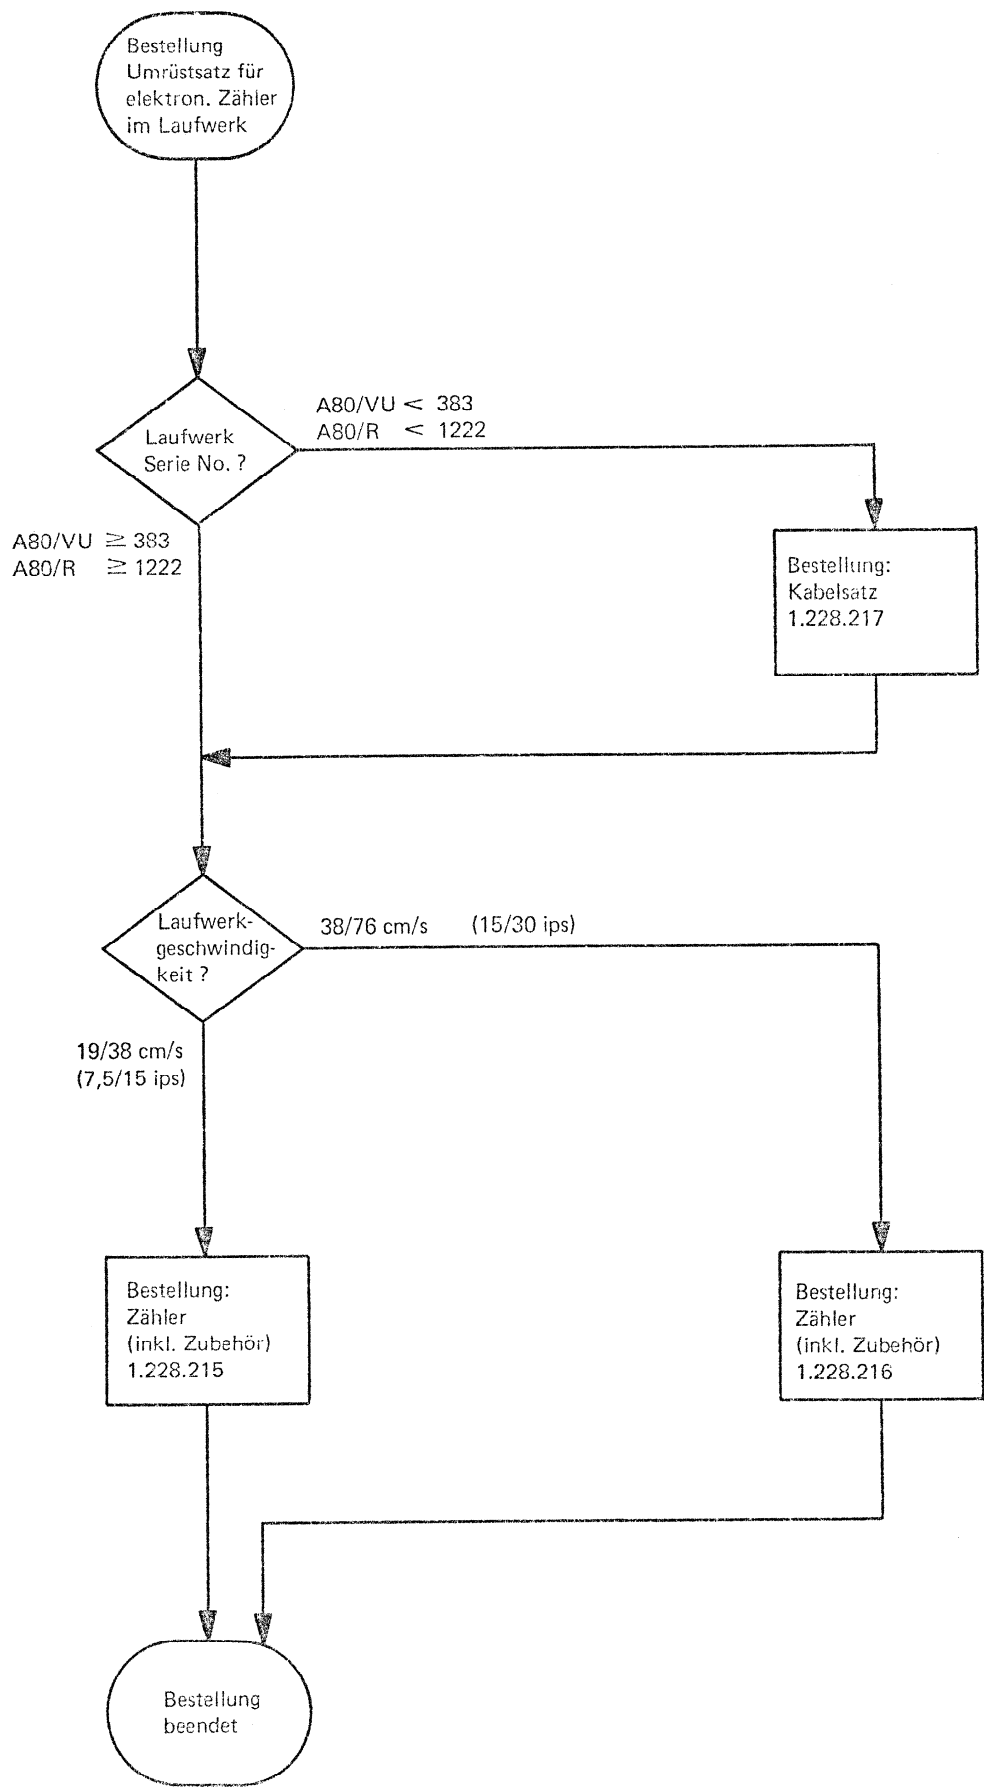 Bestellung
Umrüstsatz für
elektron. Zähler
im Laufwerk
A80/VU < 383
A80/R < 1222
Laufwerk
Serie No. ?
A80/VU ≥ 383
A80/R ≥ 1222
Bestellung:
Kabelsatz
1.228.217
Laufwerk-
geschwindig-
keit ?
38/76 cm/s (15/30 ips)
19/38 cm/s
(7,5/15 ips)
Bestellung:
Zähler
(inkl. Zubehör)
1.228.215
Bestellung:
Zähler
(inkl. Zubehör)
1.228.216
Bestellung
beendet